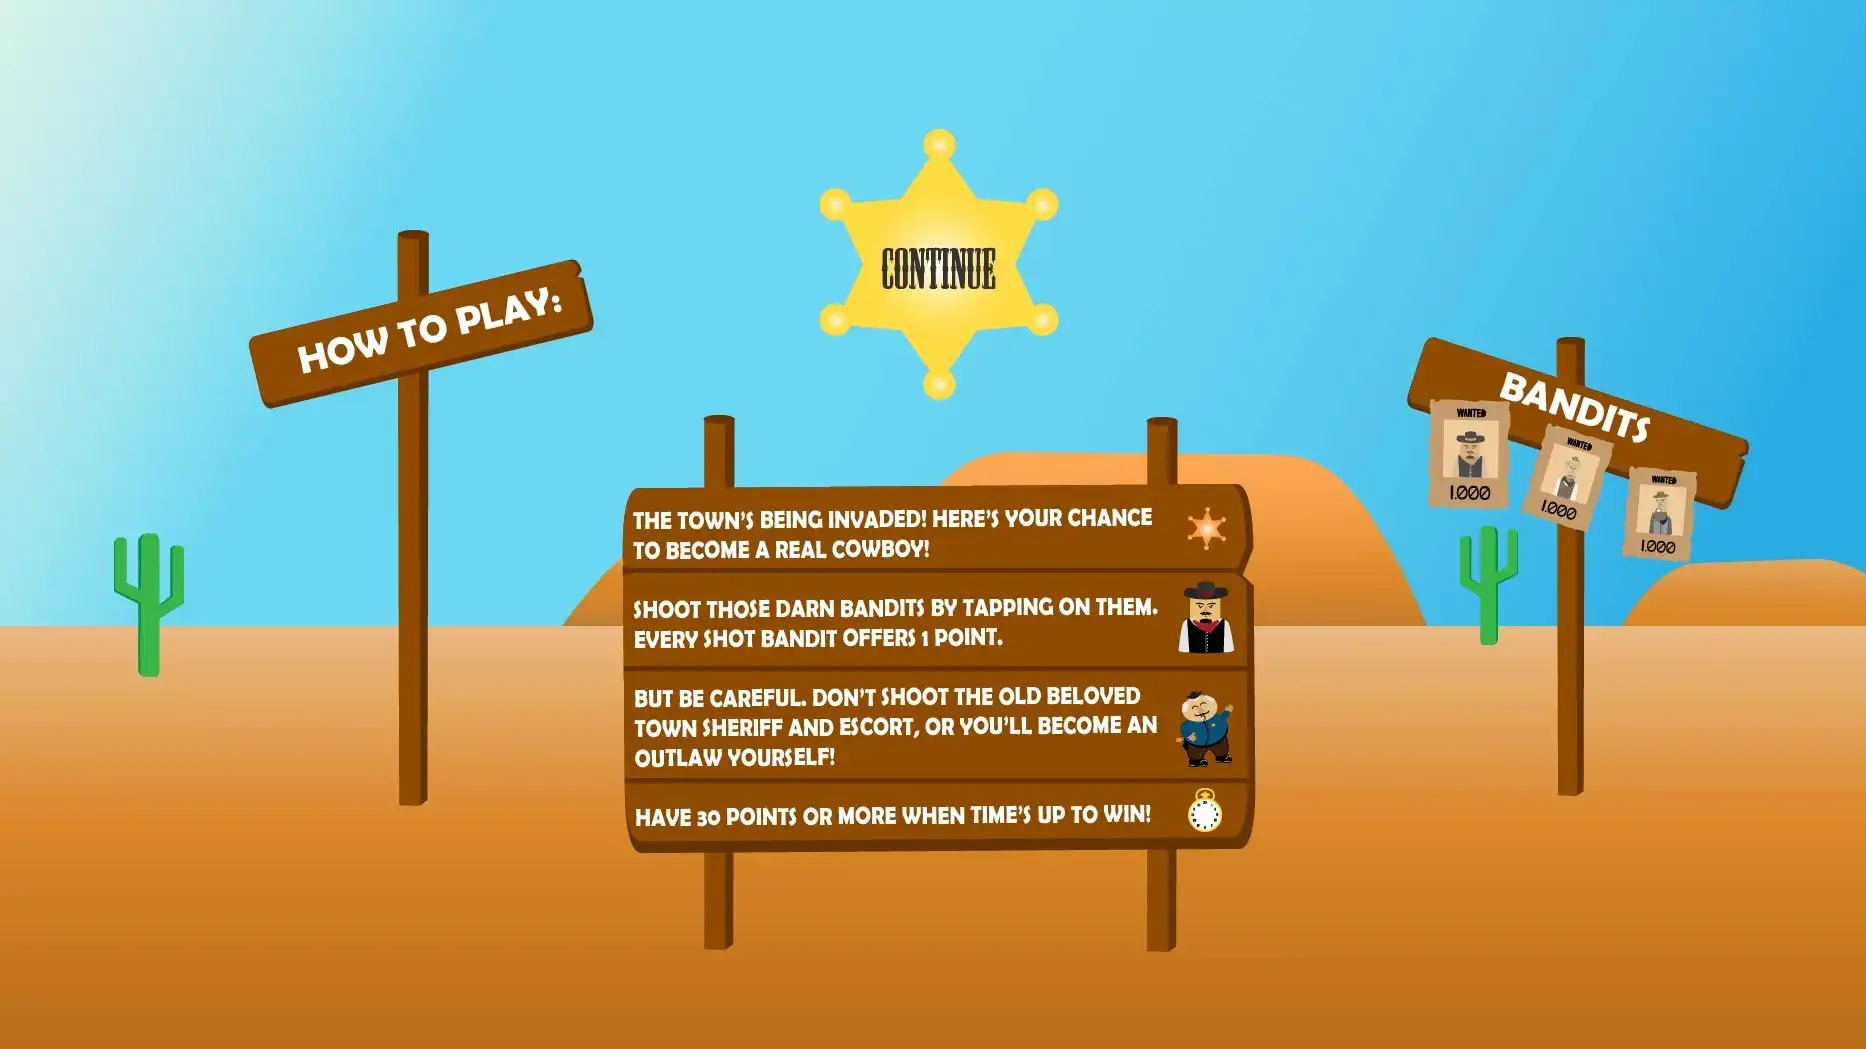 CONTINUE
HOW TO PLAY:
BANDITS
WANTED
1.000
WANTED
1.000
WANTED
1.000
THE TOWN'S BEING INVADED! HERE'S YOUR CHANCE
TO BECOME A REAL COWBOY!
SHOOT THOSE DARN BANDITS BY TAPPING ON THEM.
EVERY SHOT BANDIT OFFERS 1 POINT.
BUT BE CAREFUL. DON'T SHOOT THE OLD BELOVED
TOWN SHERIFF AND ESCORT, OR YOU'LL BECOME AN
OUTLAW YOURSELF!
HAVE 30 POINTS OR MORE WHEN TIME'S UP TO WIN!